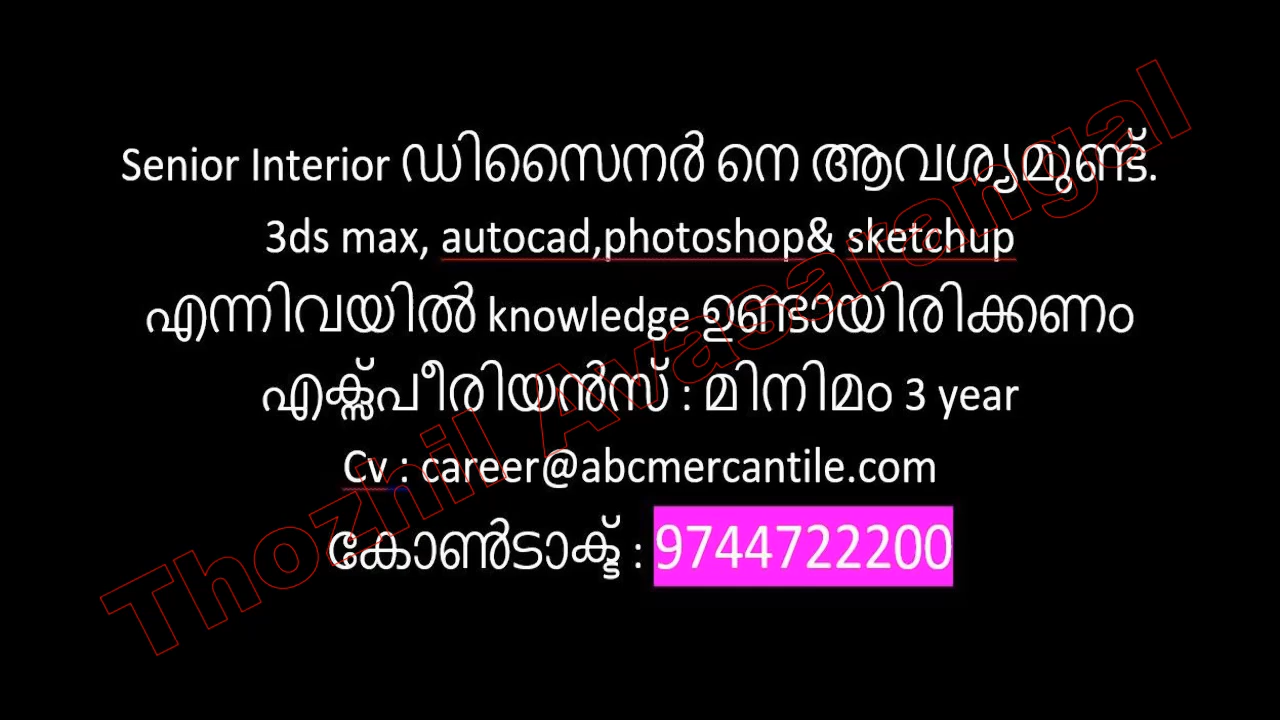 Senior Interior ഡിസൈനർ നെ ആവശ്യമുണ്ട്.
3ds max, autocad,photoshop& sketchup
എന്നിവയിൽ knowledge ഉണ്ടായിരിക്കണം
എക്സ്പീരിയൻസ് : മിനിമം 3 year
Cv : career@abcmercantile.com
കോൺടാക്ട് : 9744722200
Thozhil Avasarangal